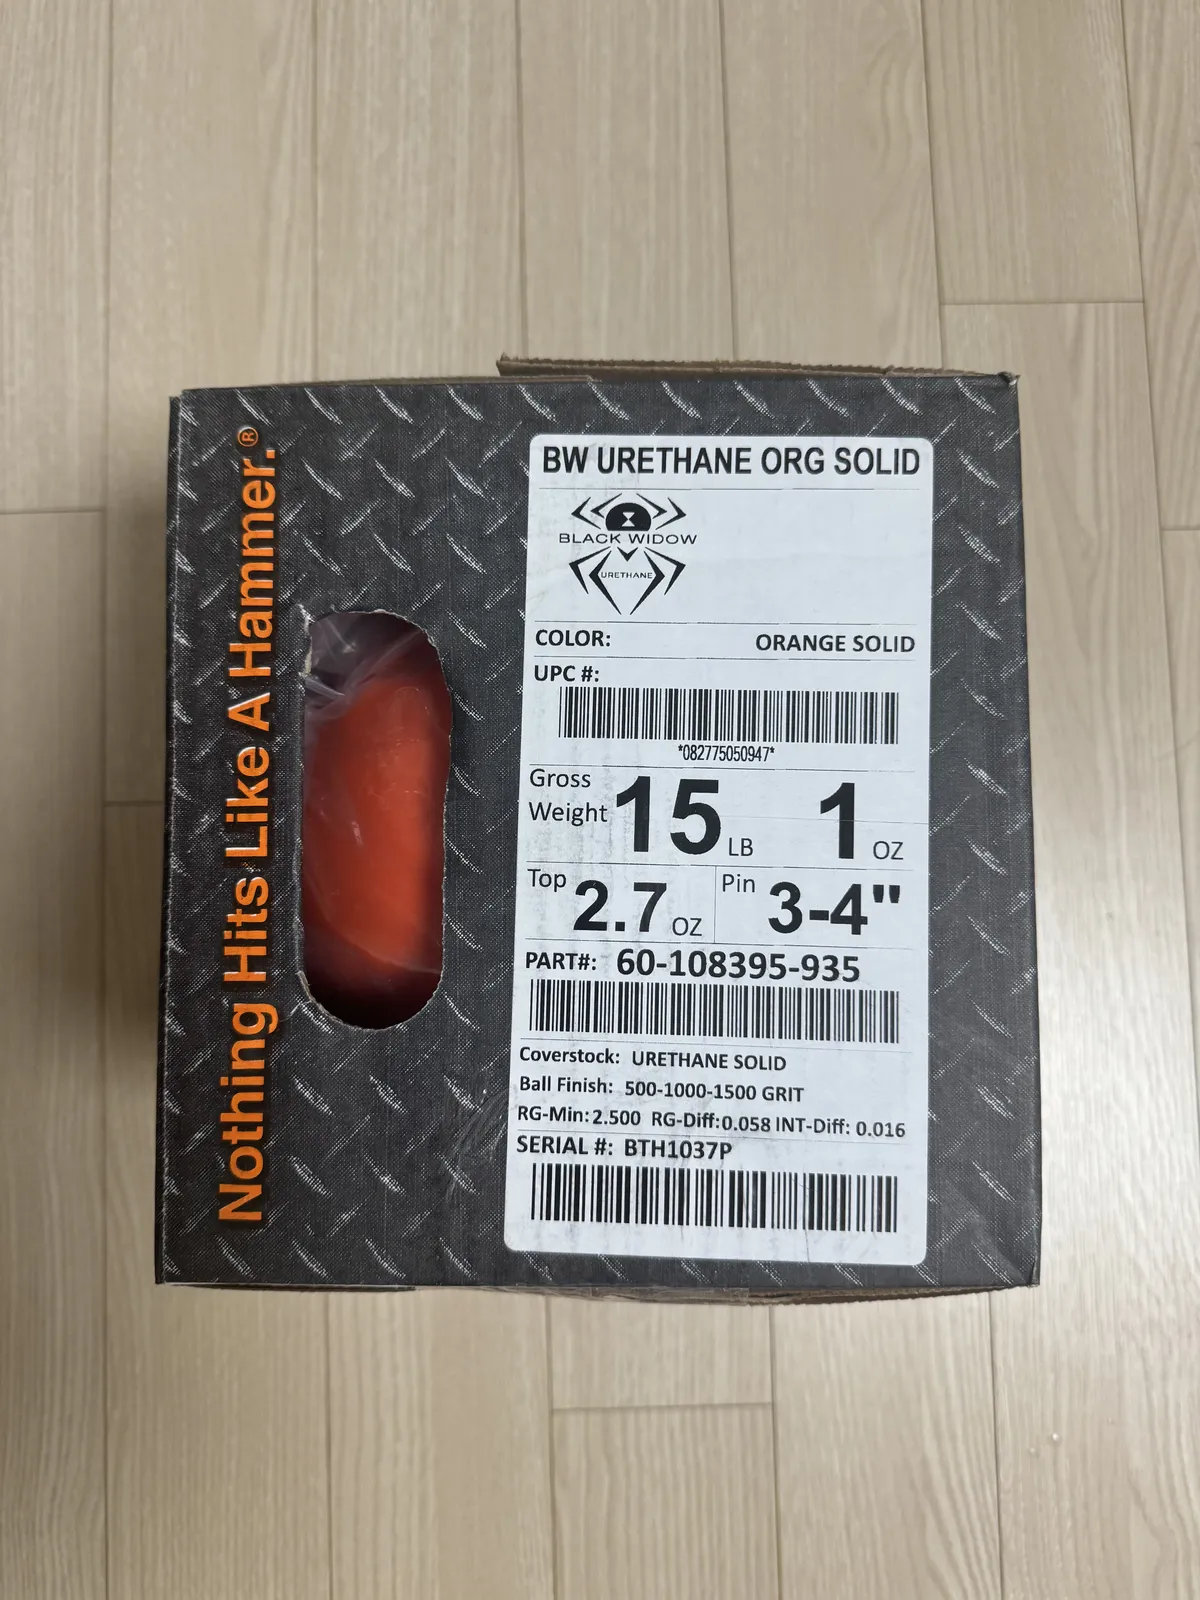 Nothing Hits Like A Hammer.®
BW URETHANE ORG SOLID
BLACK WIDOW
URETHANE
COLOR: ORANGE SOLID
UPC #:
*082775050947*
Gross Weight 15 LB 1 OZ
Top 2.7 OZ Pin 3-4"
PART#: 60-108395-935
Coverstock: URETHANE SOLID
Ball Finish: 500-1000-1500 GRIT
RG-Min: 2.500 RG-Diff: 0.058 INT-Diff: 0.016
SERIAL #: BTH1037P